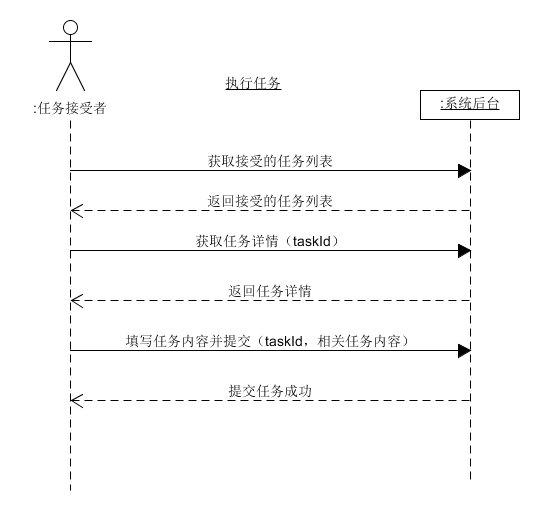 执行任务
:任务接受者
:系统后台
获取接受的任务列表
返回接受的任务列表
获取任务详情（taskId）
返回任务详情
填写任务内容并提交（taskId，相关任务内容）
提交任务成功